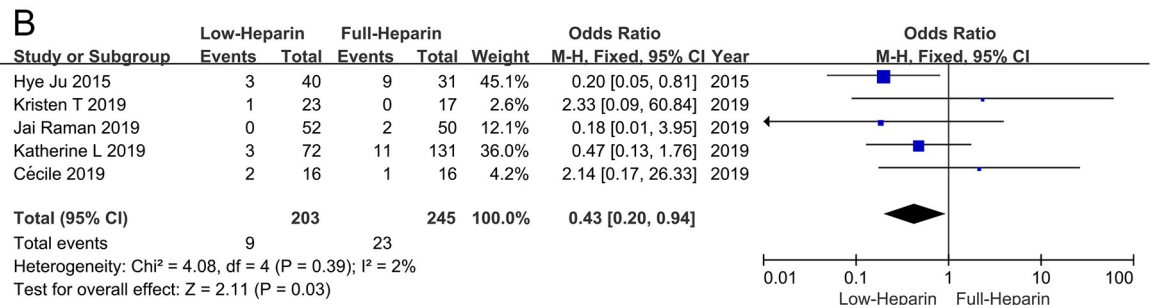 B
Low-Heparin Full-Heparin Odds Ratio Odds Ratio
Study or Subgroup Events Total Events Total Weight M-H, Fixed, 95% CI Year M-H, Fixed, 95% CI
Hye Ju 2015 3 40 9 31 45.1% 0.20 [0.05, 0.81] 2015
Kristen T 2019 1 23 0 17 2.6% 2.33 [0.09, 60.84] 2019
Jai Raman 2019 0 52 2 50 12.1% 0.18 [0.01, 3.95] 2019
Katherine L 2019 3 72 11 131 36.0% 0.47 [0.13, 1.76] 2019
Cécile 2019 2 16 1 16 4.2% 2.14 [0.17, 26.33] 2019
Total (95% CI) 203 245 100.0% 0.43 [0.20, 0.94]
Total events 9 23
Heterogeneity: Chi² = 4.08, df = 4 (P = 0.39); I² = 2%
Test for overall effect: Z = 2.11 (P = 0.03)
0.01 0.1 1 10 100
Low-Heparin Full-Heparin